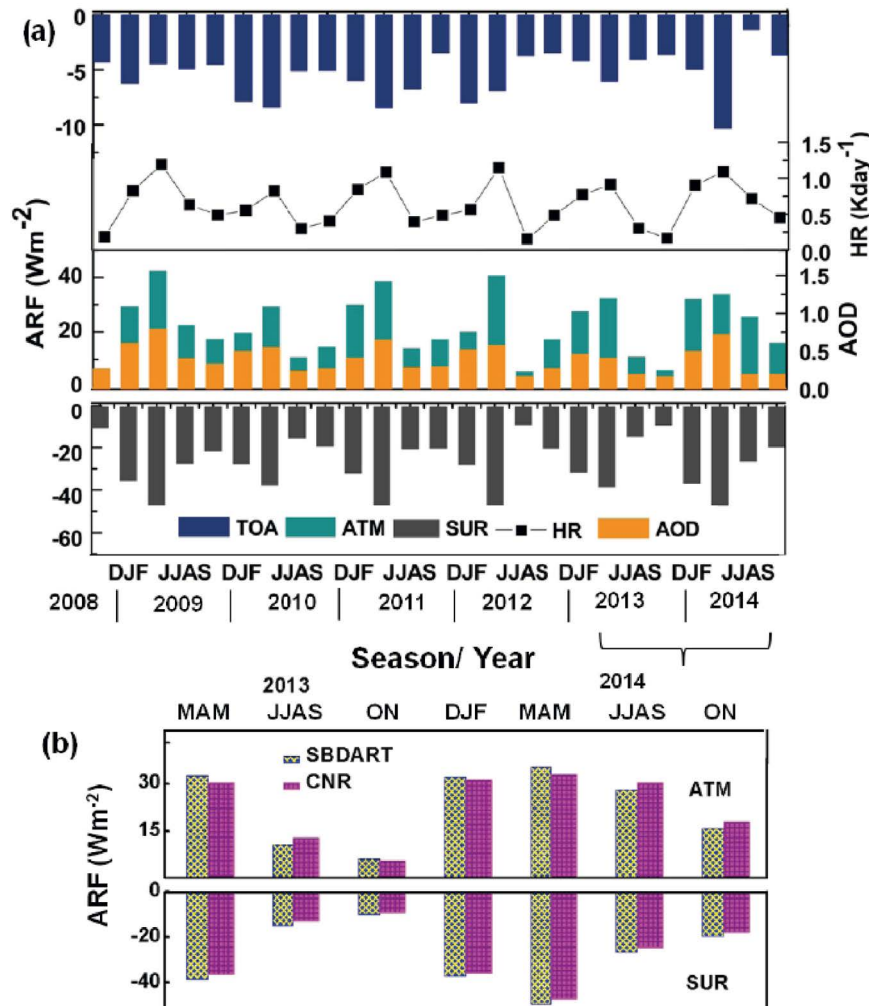 (a)
0
-5
-10
1.5
1.0
0.5
0.0
HR (Kday-1)
ARF (Wm-2)
40
20
0
1.5
1.0
0.5
0.0
AOD
0
-20
-40
-60
TOA ATM SUR HR AOD
DJF JJAS DJF JJAS DJF JJAS DJF JJAS DJF JJAS DJF JJAS
2008 2009 2010 2011 2012 2013 2014
Season/ Year
2013 2014
MAM JJAS ON DJF MAM JJAS ON
(b)
SBDART
CNR
ATM
30
15
ARF (Wm-2)
0
-20
-40
SUR